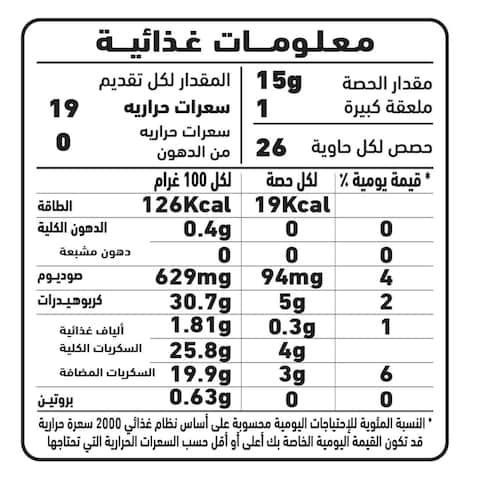 معلومات غذائية
مقدار الحصة 15g
ملعقة كبيرة 1
حصص لكل حاوية 26
المقدار لكل تقديم
سعرات حراريه 19
سعرات حراريه من الدهون 0
* قيمة يومية % لكل حصة لكل 100 غرام
الطاقة 126Kcal 19Kcal
الدهون الكلية 0.4g 0 0
دهون مشبعة 0 0 0
صوديوم 629mg 94mg 4
كربوهيدرات 30.7g 5g 2
ألياف غذائية 1.81g 0.3g 1
السكريات الكلية 25.8g 4g
السكريات المضافة 19.9g 3g 6
بروتين 0.63g 0 0
* النسبة المئوية للإحتياجات اليومية محسوبة على أساس نظام غذائي 2000 سعرة حرارية
قد تكون القيمة اليومية الخاصة بك أعلى أو أقل حسب السعرات الحرارية التي تحتاجها